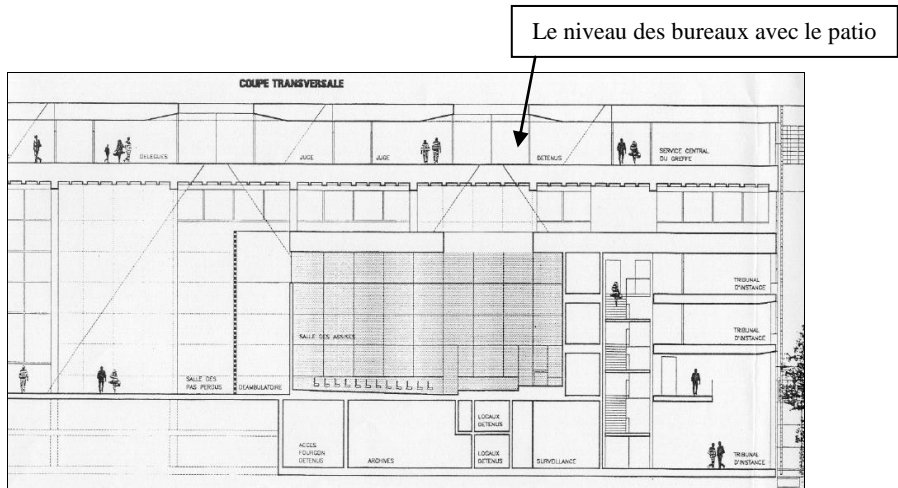 Le niveau des bureaux avec le patio
COUPE TRANSVERSALE
DELEGUES
JUGE
JUGE
DETENUS
SERVICE CENTRAL
DU GREFFE
TRIBUNAL
D'INSTANCE
TRIBUNAL
D'INSTANCE
SALLE DES ASSISES
SALLE DES
PAS PERDUS
DEAMBULATOIRE
ACCES
FOURGON
DETENUS
ARCHIVES
LOCAUX
DETENUS
LOCAUX
DETENUS
SURVEILLANCE
TRIBUNAL
D'INSTANCE